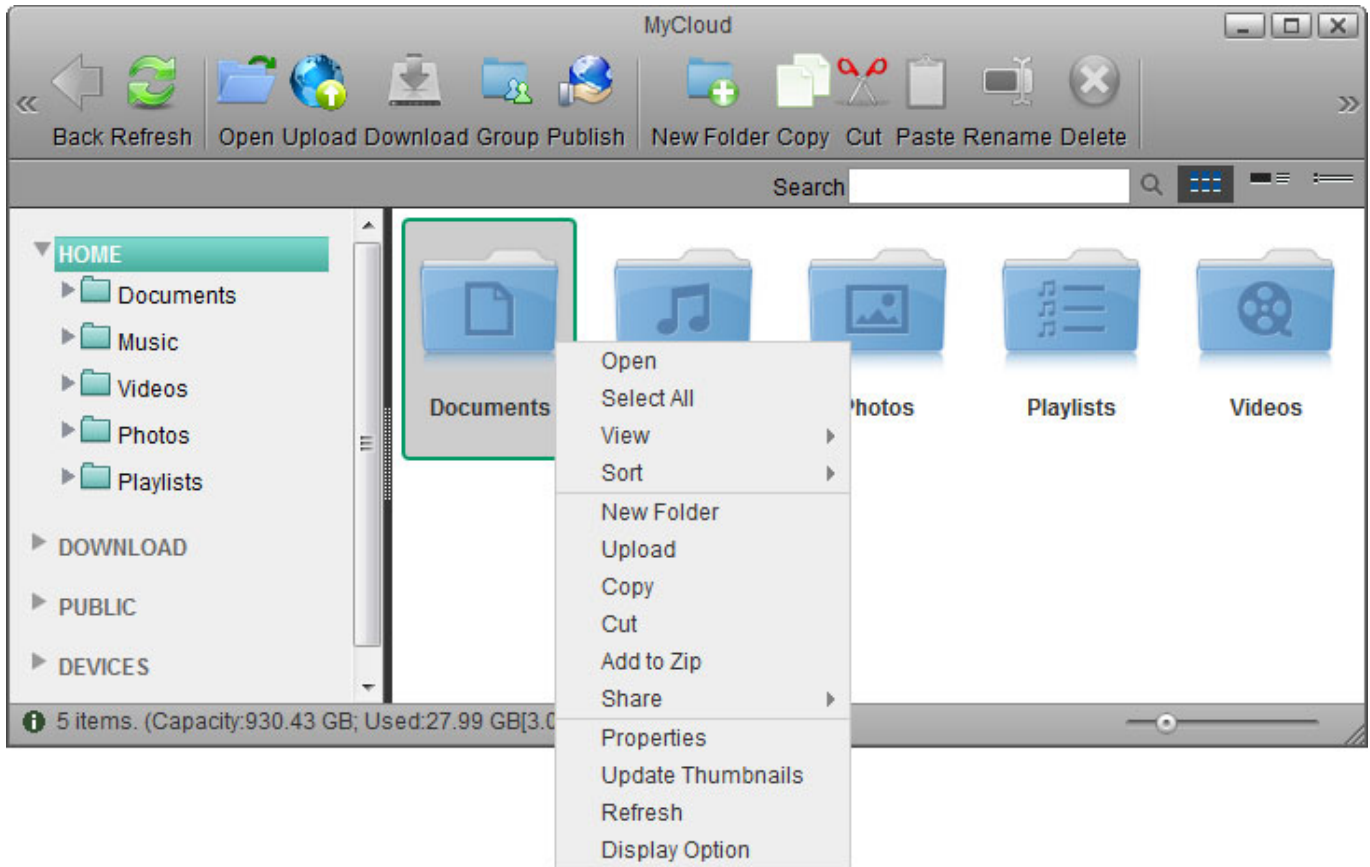 MyCloud
Back Refresh Open Upload Download Group Publish New Folder Copy Cut Paste Rename Delete
Search
HOME
Documents
Music
Videos
Photos
Playlists
DOWNLOAD
PUBLIC
DEVICES
Documents
Playlists
Videos
Open
Select All
View
Sort
New Folder
Upload
Copy
Cut
Add to Zip
Share
Properties
Update Thumbnails
Refresh
Display Option
5 items. (Capacity:930.43 GB; Used:27.99 GB[3.